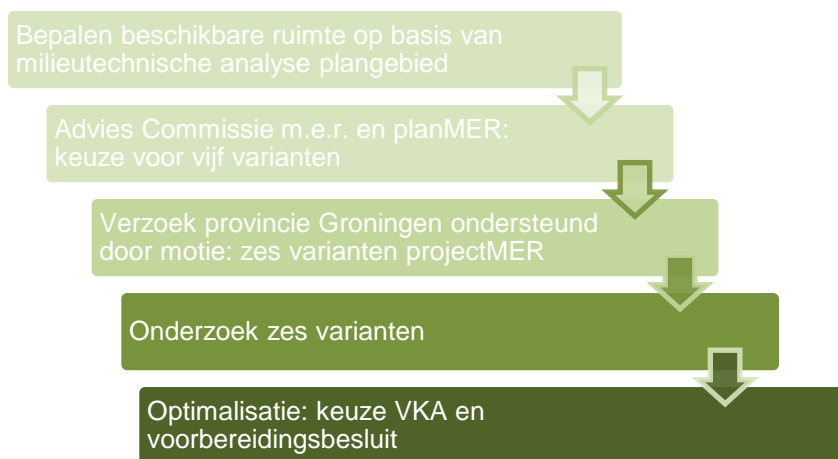 Bepalen beschikbare ruimte op basis van
milieutechnische analyse plangebied
Advies Commissie m.e.r. en planMER:
keuze voor vijf varianten
Verzoek provincie Groningen ondersteund
door motie: zes varianten projectMER
Onderzoek zes varianten
Optimalisatie: keuze VKA en
voorbereidingsbesluit